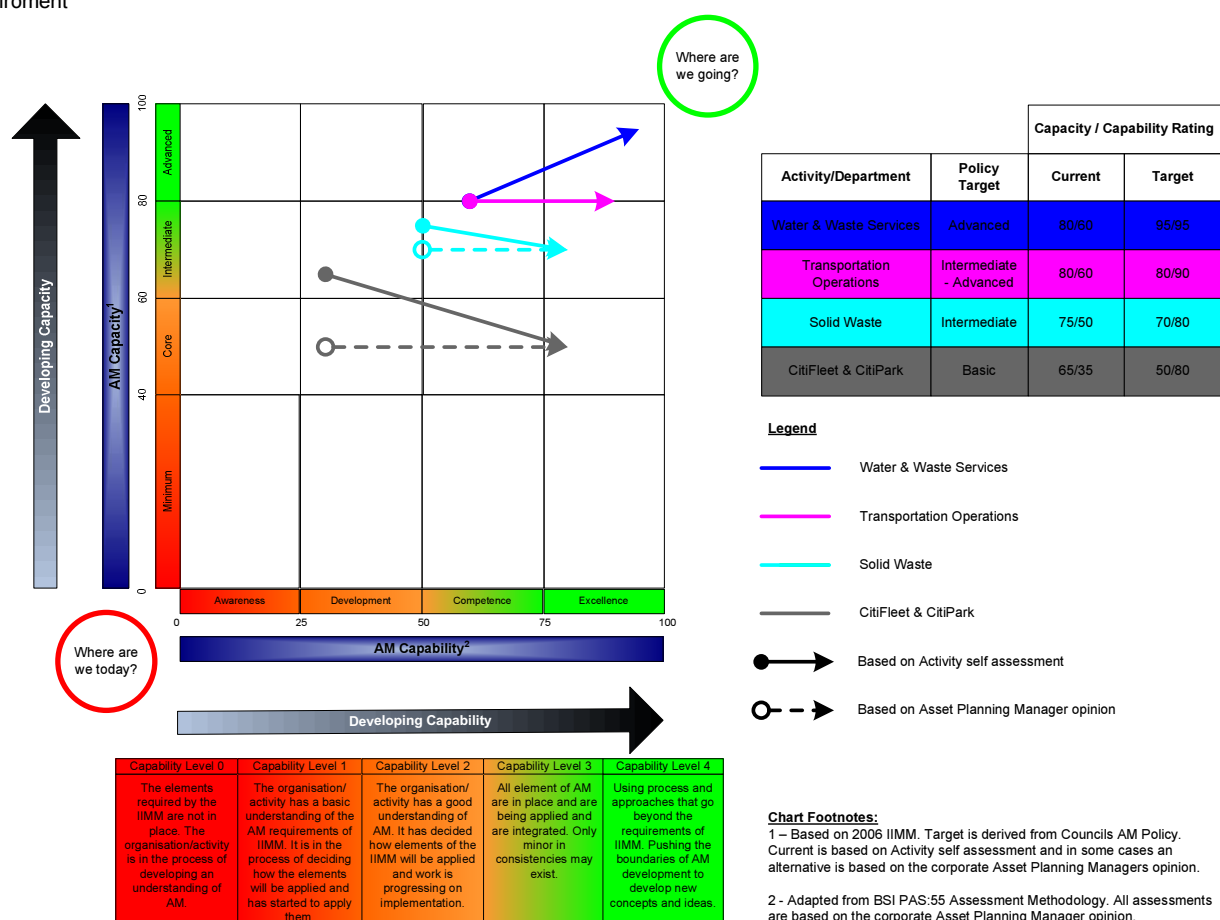 iroment
Where are
we going?
Developing Capacity
AM Capacity1
100
80
60
40
0
Advanced
Intermediate
Core
Minimum
Awareness
Development
Competence
Excellence
0
25
50
75
100
AM Capability2
Where are
we today?
Developing Capability
Capacity / Capability Rating
Activity/Department
Policy
Target
Current
Target
Water & Waste Services
Advanced
80/60
95/95
Transportation
Operations
Intermediate
- Advanced
80/60
80/90
Solid Waste
Intermediate
75/50
70/80
CitiFleet & CitiPark
Basic
65/35
50/80
Legend
Water & Waste Services
Transportation Operations
Solid Waste
CitiFleet & CitiPark
Based on Activity self assessment
Based on Asset Planning Manager opinion
Capability Level 0
The elements
required by the
IIMM are not in
place. The
organisation/activity
is in the process of
developing an
understanding of
AM.
Capability Level 1
The organisation/
activity has a basic
understanding of the
AM requirements of
IIMM. It is in the
process of deciding
how the elements
will be applied and
has started to apply
them
Capability Level 2
The organisation/
activity has a good
understanding of
AM. It has decided
how elements of the
IIMM will be applied
and work is
progressing on
implementation.
Capability Level 3
All element of AM
are in place and are
being applied and
are integrated. Only
minor in
consistencies may
exist.
Capability Level 4
Using process and
approaches that go
beyond the
requirements of
IIMM. Pushing the
boundaries of AM
development to
develop new
concepts and ideas.
Chart Footnotes:
1 – Based on 2006 IIMM. Target is derived from Councils AM Policy.
Current is based on Activity self assessment and in some cases an
alternative is based on the corporate Asset Planning Managers opinion.
2 - Adapted from BSI PAS:55 Assessment Methodology. All assessments
are based on the corporate Asset Planning Manager opinion